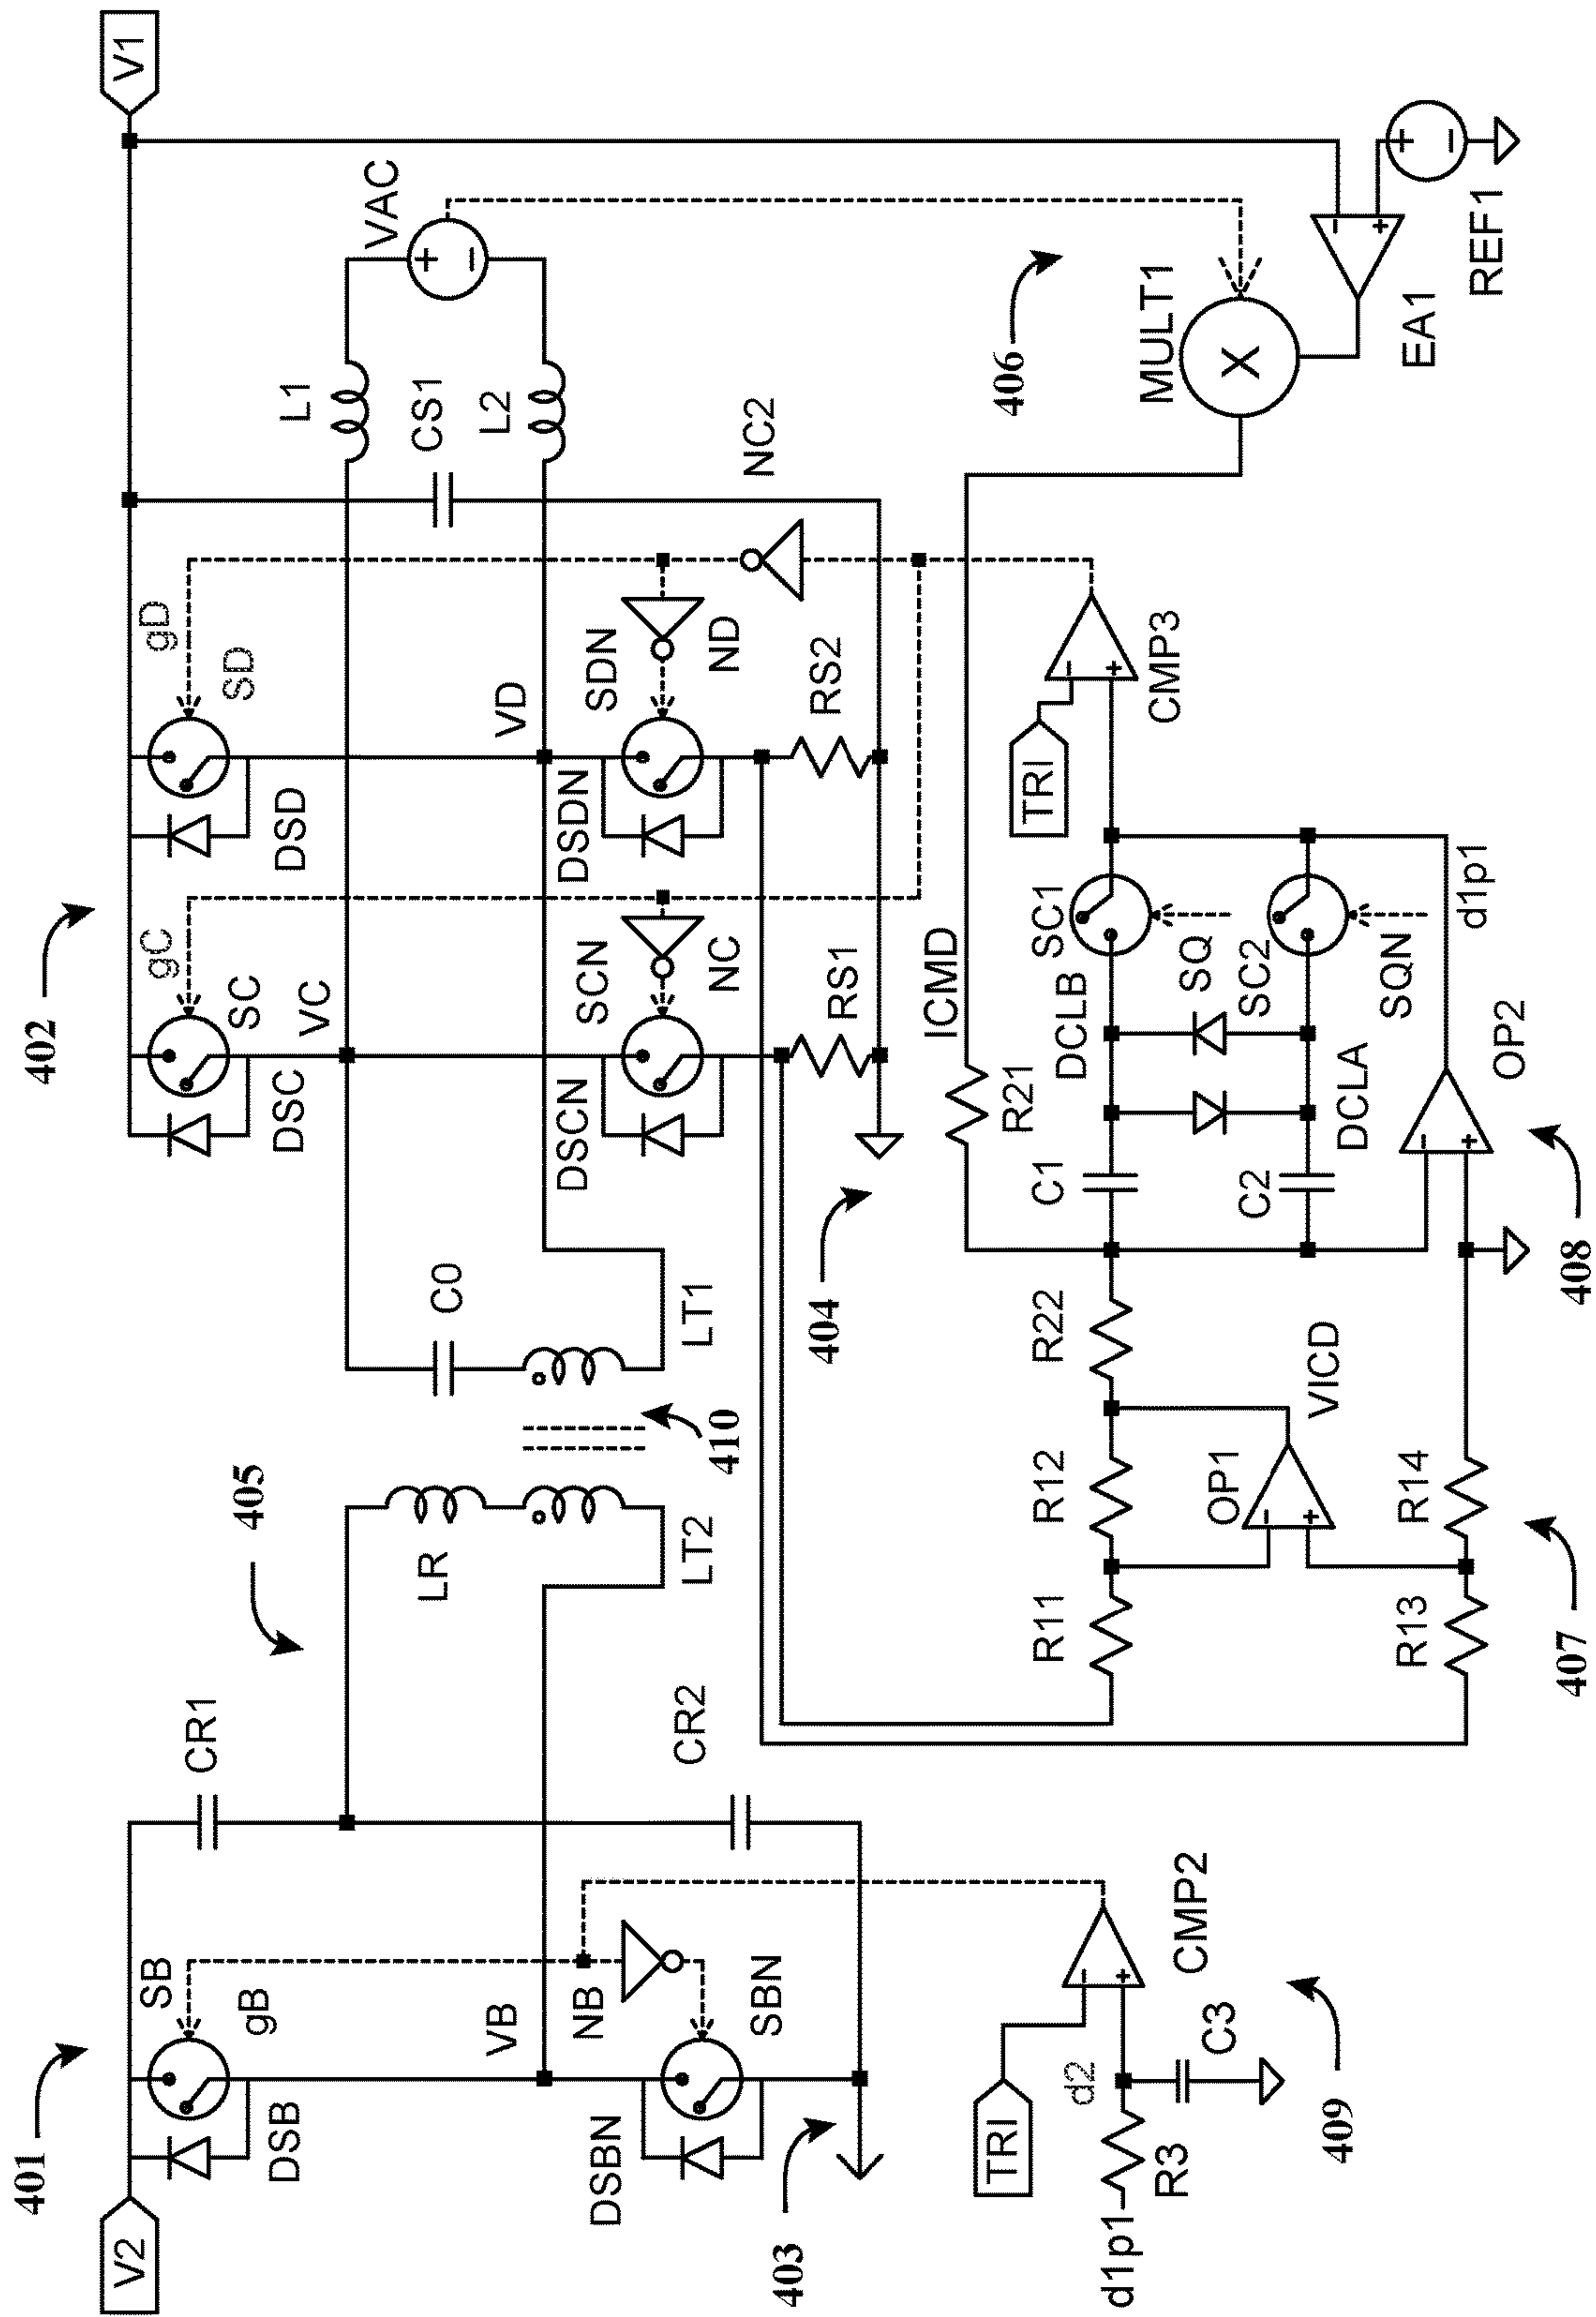 V2
401
SB
gB
DSB
VB
NB
DSBN
SBN
403
CR1
CR2
405
LR
LT2
410
C0
LT1
402
gC
SC
VC
DSC
SCN
NC
DSCN
RS1
404
gD
SD
DSD
VD
SDN
ND
DSDN
RS2
L1
CS1
L2
NC2
VAC
V1
406
MULT1
X
EA1
REF1
ICMD
R21
TRI
CMP3
SC1
SQ
SC2
SQN
d1p1
DCLB
DCLA
C1
C2
OP2
408
R22
VICD
R12
OP1
R14
R11
R13
407
TRI
d2
CMP2
d1p1
R3
C3
409